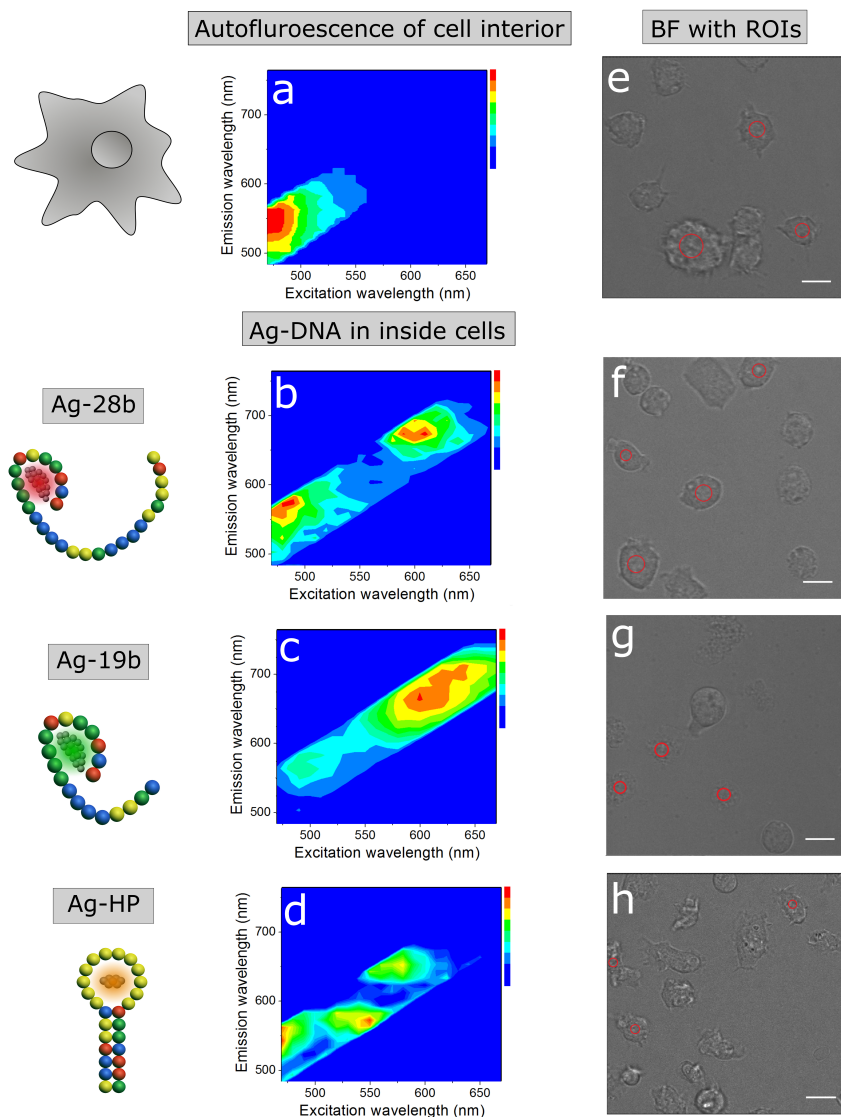 Autofluroescence of cell interior
BF with ROIs
a
Emission wavelength (nm)
700
600
500
500 550 600 650
Excitation wavelength (nm)
e
Ag-DNA in inside cells
Ag-28b
b
Emission wavelength (nm)
700
600
500
500 550 600 650
Excitation wavelength (nm)
f
Ag-19b
c
Emission wavelength (nm)
700
600
500
500 550 600 650
Excitation wavelength (nm)
g
Ag-HP
d
Emission wavelength (nm)
700
600
500
500 550 600 650
Excitation wavelength (nm)
h